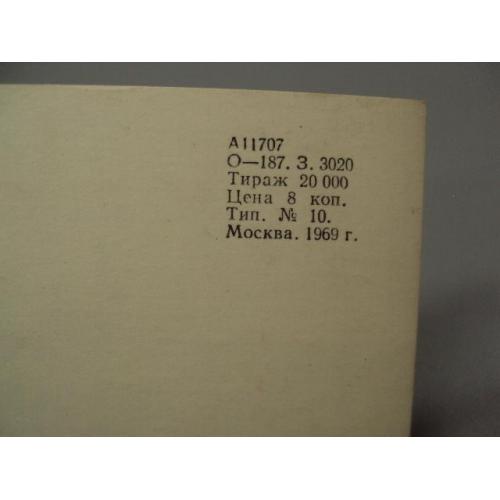 А11707
О—187. З. 3020
Тираж 20 000
Цена 8 коп.
Тип. № 10.
Москва. 1969 г.